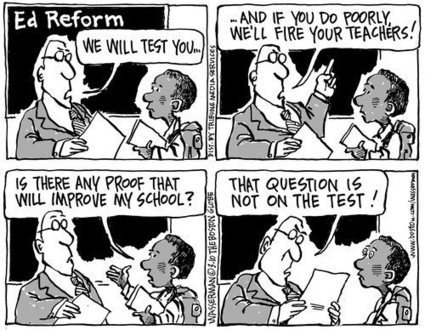 Ed Reform
WE WILL TEST YOU...
...AND IF YOU DO POORLY,
WE'LL FIRE YOUR TEACHERS!
DIST. BY TRIBUNE MEDIA SERVICES
IS THERE ANY PROOF THAT
WILL IMPROVE MY SCHOOL?
WASSERMAN © THE BOSTON GLOBE
THAT QUESTION IS
NOT ON THE TEST!
www.boston.com/wasserman